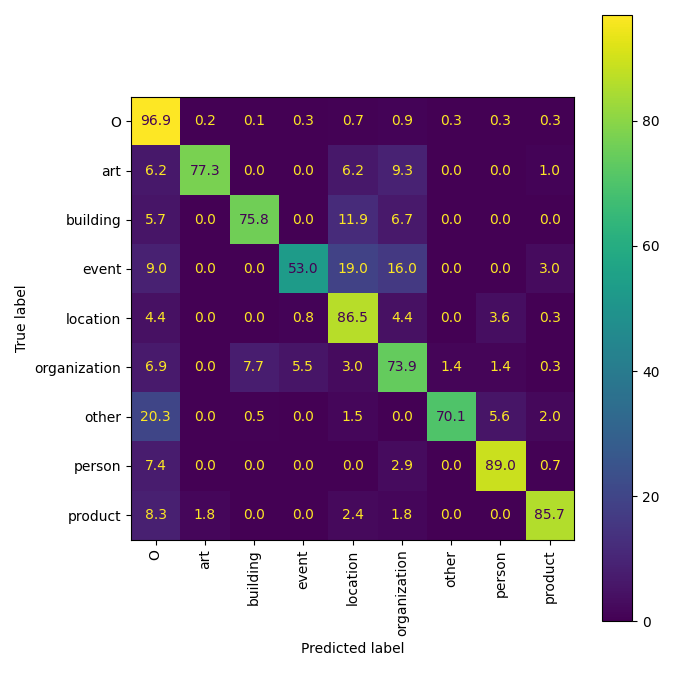 O 96.9 0.2 0.1 0.3 0.7 0.9 0.3 0.3 0.3
art 6.2 77.3 0.0 0.0 6.2 9.3 0.0 0.0 1.0
building 5.7 0.0 75.8 0.0 11.9 6.7 0.0 0.0 0.0
event 9.0 0.0 0.0 53.0 19.0 16.0 0.0 0.0 3.0
location 4.4 0.0 0.0 0.8 86.5 4.4 0.0 3.6 0.3
organization 6.9 0.0 7.7 5.5 3.0 73.9 1.4 1.4 0.3
other 20.3 0.0 0.5 0.0 1.5 0.0 70.1 5.6 2.0
person 7.4 0.0 0.0 0.0 0.0 2.9 0.0 89.0 0.7
product 8.3 1.8 0.0 0.0 2.4 1.8 0.0 0.0 85.7
O art building event location organization other person product
Predicted label
True label
80
60
40
20
0